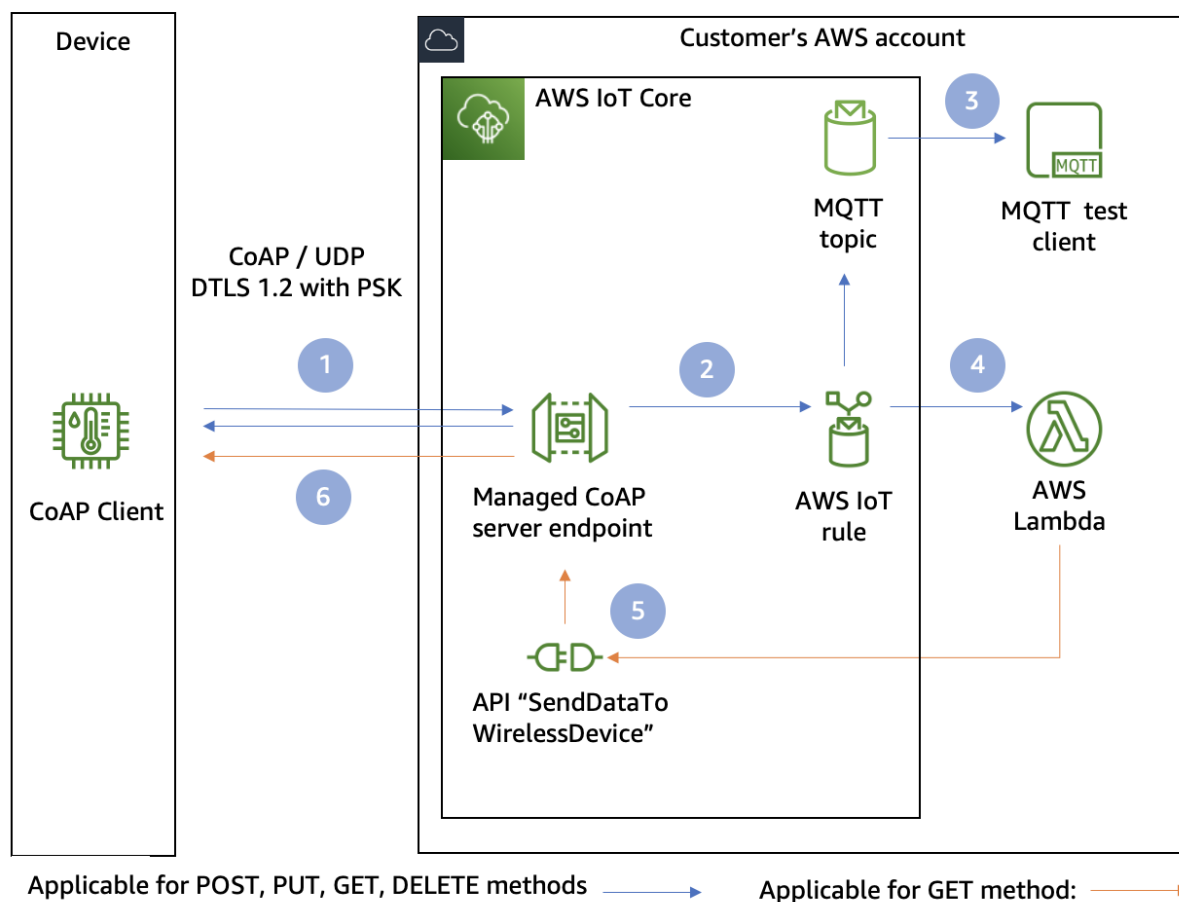 Device
Customer's AWS account
AWS IoT Core
3
MQTT
MQTT
topic
MQTT test
client
CoAP / UDP
DTLS 1.2 with PSK
1
2
4
6
CoAP Client
Managed CoAP
server endpoint
AWS IoT
rule
AWS
Lambda
5
API “SendDataTo
WirelessDevice”
Applicable for POST, PUT, GET, DELETE methods
Applicable for GET method: